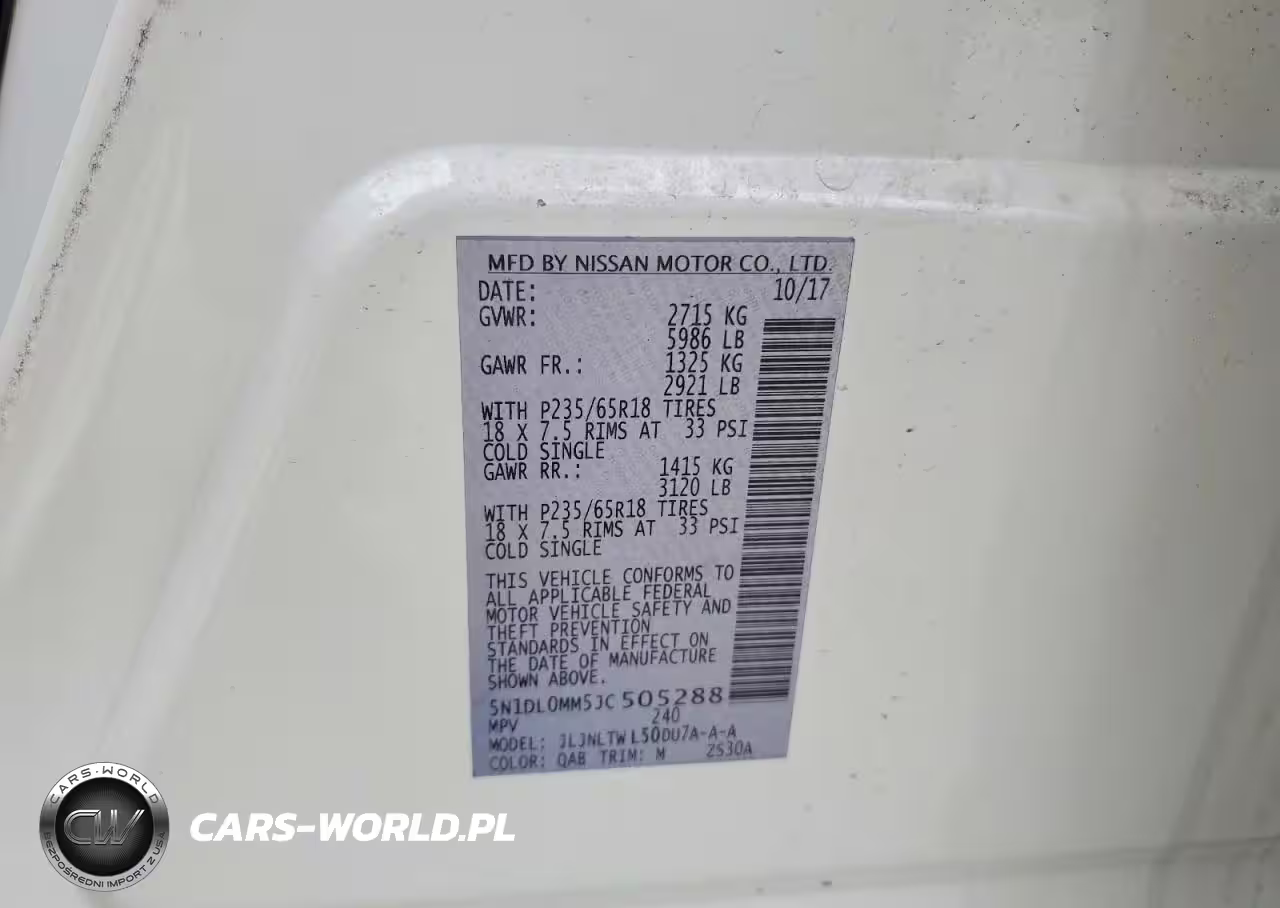 MFD BY NISSAN MOTOR CO., LTD.
DATE: 10/17
GVWR: 2715 KG
5986 LB
GAWR FR.: 1325 KG
2921 LB
WITH P235/65R18 TIRES
18 X 7.5 RIMS AT 33 PSI
COLD SINGLE
GAWR RR.: 1415 KG
3120 LB
WITH P235/65R18 TIRES
18 X 7.5 RIMS AT 33 PSI
COLD SINGLE
THIS VEHICLE CONFORMS TO
ALL APPLICABLE FEDERAL
MOTOR VEHICLE SAFETY AND
THEFT PREVENTION
STANDARDS IN EFFECT ON
THE DATE OF MANUFACTURE
SHOWN ABOVE.
5N1DL0MM5JC505288
MPV 240
MODEL:
COLOR: QAB TRIM: M 2S30A
CARS-WORLD
CW
BEZPOŚREDNI IMPORT Z USA
CARS-WORLD.PL